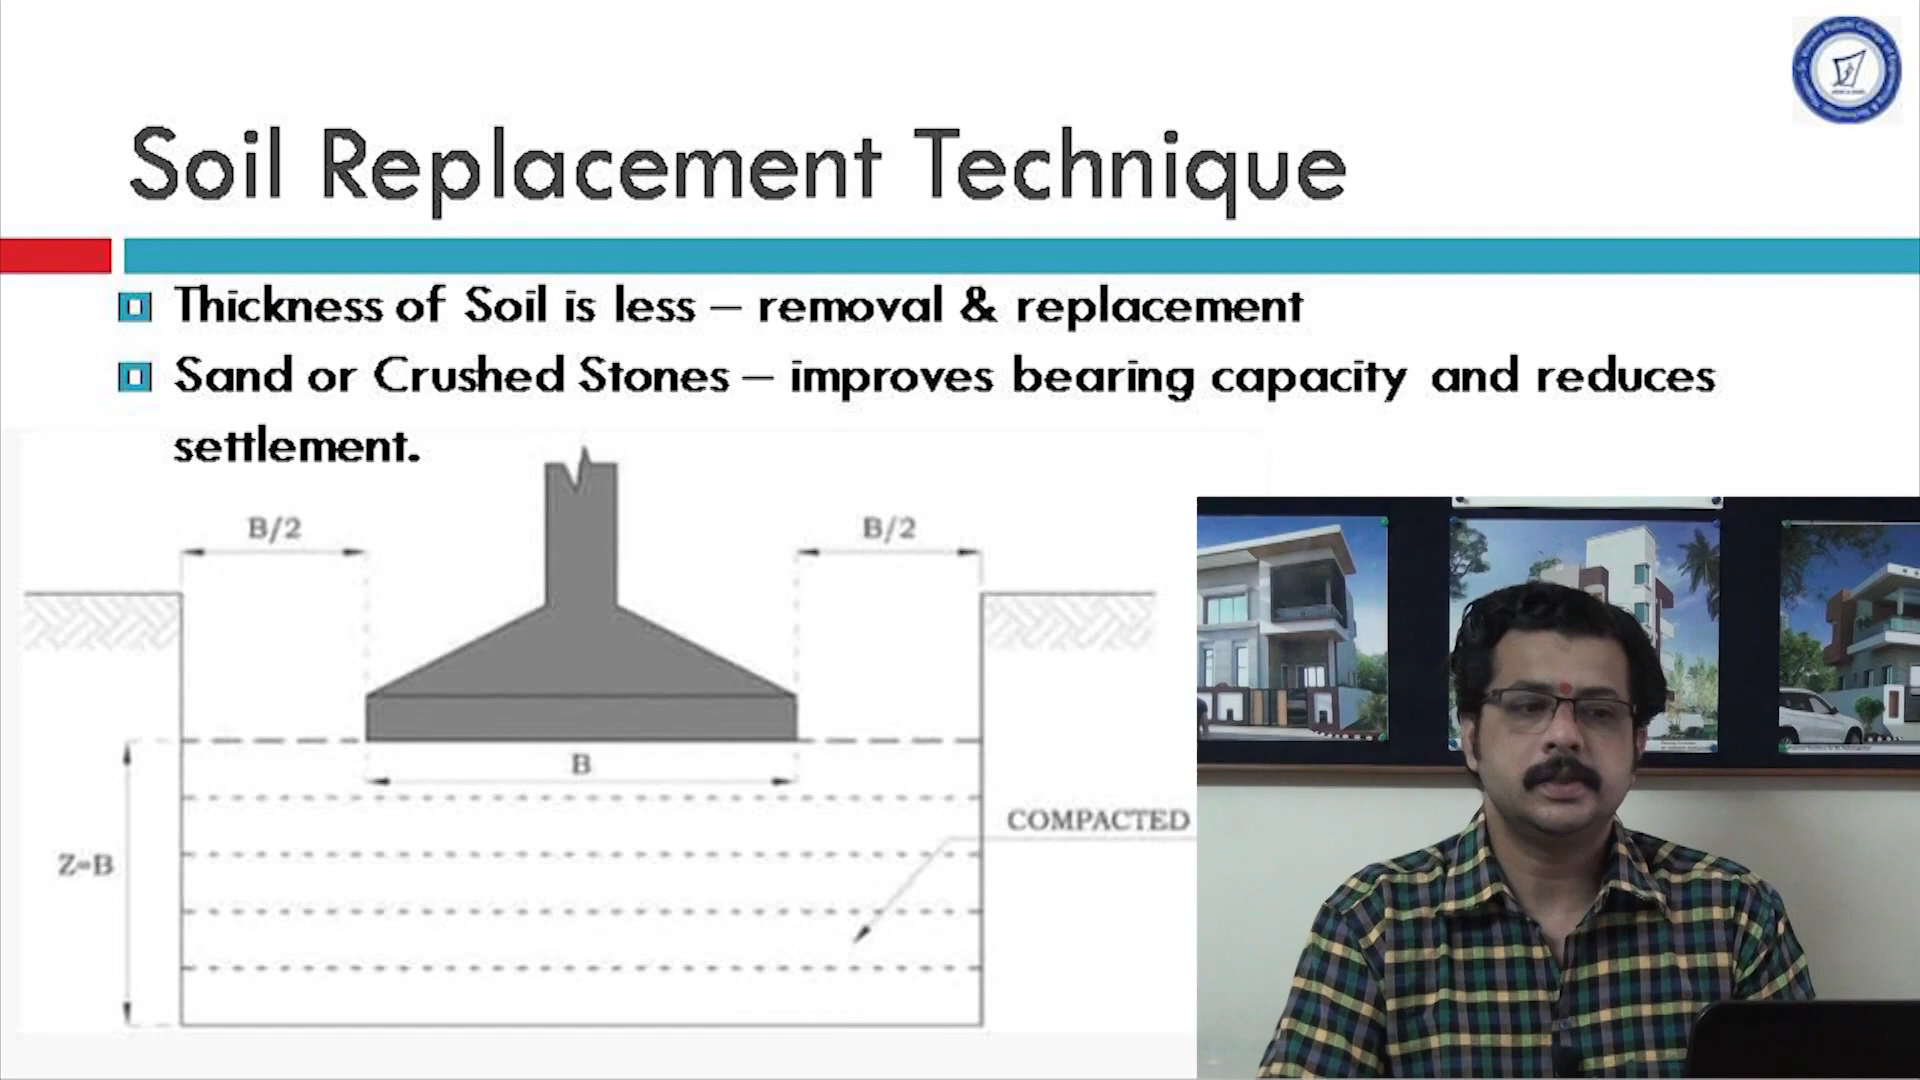 Soil Replacement Technique
Thickness of Soil is less – removal & replacement
Sand or Crushed Stones – improves bearing capacity and reduces
settlement.
B/2
B/2
B
COMPACTED
Z=B